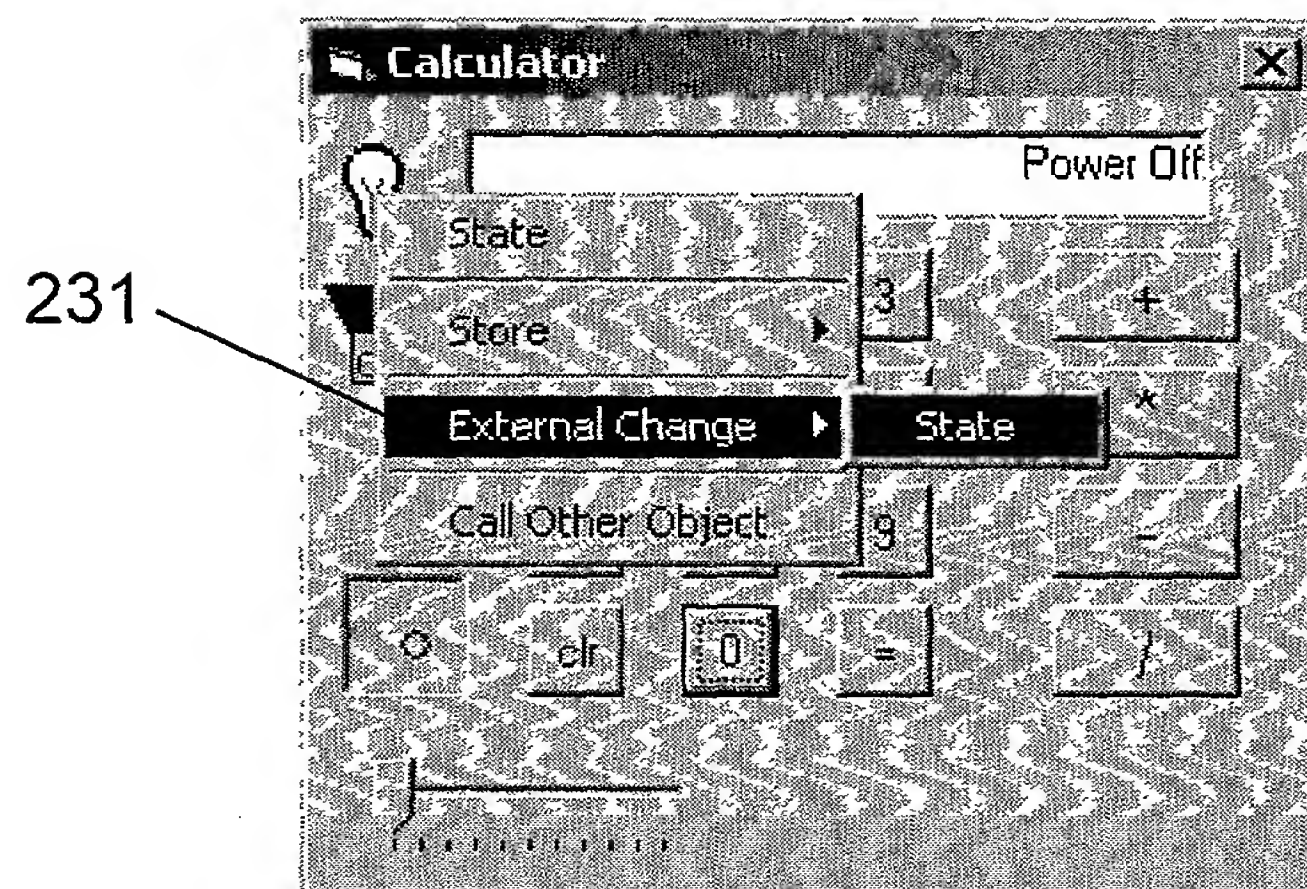 Calculator
Power Off
State
3 +
Store
231
External Change State *
Call Other Object 9 -
clr 0 = /